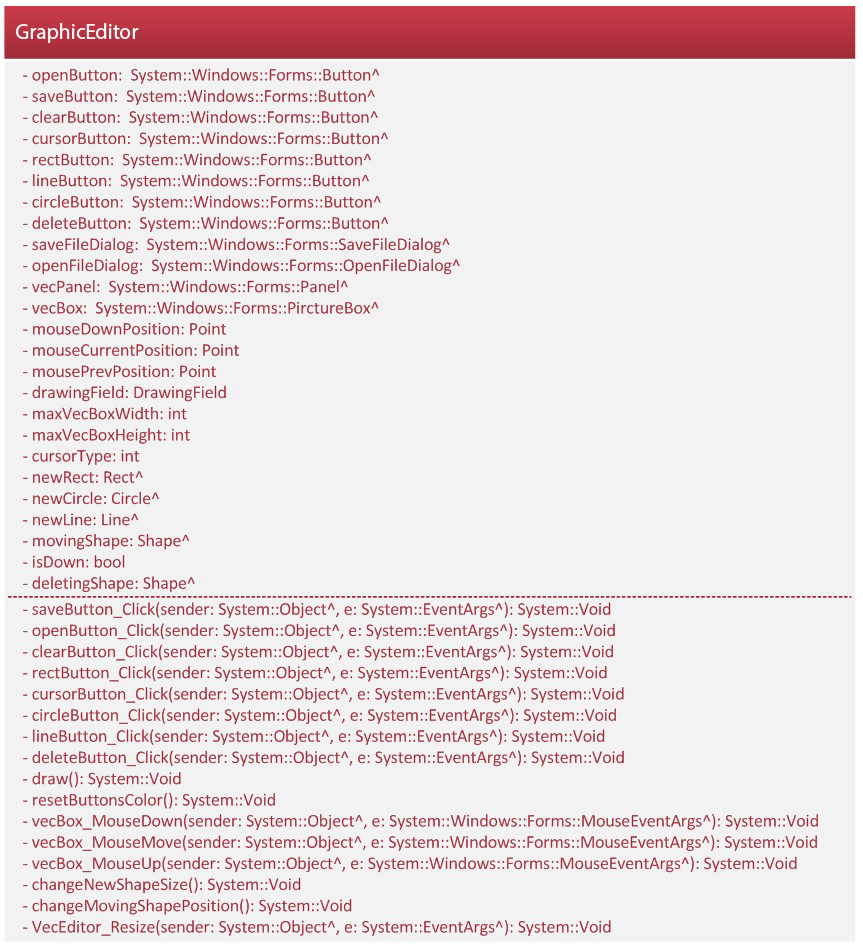 GraphicEditor
- openButton: System::Windows::Forms::Button^
- saveButton: System::Windows::Forms::Button^
- clearButton: System::Windows::Forms::Button^
- cursorButton: System::Windows::Forms::Button^
- rectButton: System::Windows::Forms::Button^
- lineButton: System::Windows::Forms::Button^
- circleButton: System::Windows::Forms::Button^
- deleteButton: System::Windows::Forms::Button^
- saveFileDialog: System::Windows::Forms::SaveFileDialog^
- openFileDialog: System::Windows::Forms::OpenFileDialog^
- vecPanel: System::Windows::Forms::Panel^
- vecBox: System::Windows::Forms::PirctureBox^
- mouseDownPosition: Point
- mouseCurrentPosition: Point
- mousePrevPosition: Point
- drawingField: DrawingField
- maxVecBoxWidth: int
- maxVecBoxHeight: int
- cursorType: int
- newRect: Rect^
- newCircle: Circle^
- newLine: Line^
- movingShape: Shape^
- isDown: bool
- deletingShape: Shape^
- saveButton_Click(sender: System::Object^, e: System::EventArgs^): System::Void
- openButton_Click(sender: System::Object^, e: System::EventArgs^): System::Void
- clearButton_Click(sender: System::Object^, e: System::EventArgs^): System::Void
- rectButton_Click(sender: System::Object^, e: System::EventArgs^): System::Void
- cursorButton_Click(sender: System::Object^, e: System::EventArgs^): System::Void
- circleButton_Click(sender: System::Object^, e: System::EventArgs^): System::Void
- lineButton_Click(sender: System::Object^, e: System::EventArgs^): System::Void
- deleteButton_Click(sender: System::Object^, e: System::EventArgs^): System::Void
- draw(): System::Void
- resetButtonsColor(): System::Void
- vecBox_MouseDown(sender: System::Object^, e: System::Windows::Forms::MouseEventArgs^): System::Void
- vecBox_MouseMove(sender: System::Object^, e: System::Windows::Forms::MouseEventArgs^): System::Void
- vecBox_MouseUp(sender: System::Object^, e: System::Windows::Forms::MouseEventArgs^): System::Void
- changeNewShapeSize(): System::Void
- changeMovingShapePosition(): System::Void
- VecEditor_Resize(sender: System::Object^, e: System::EventArgs^): System::Void